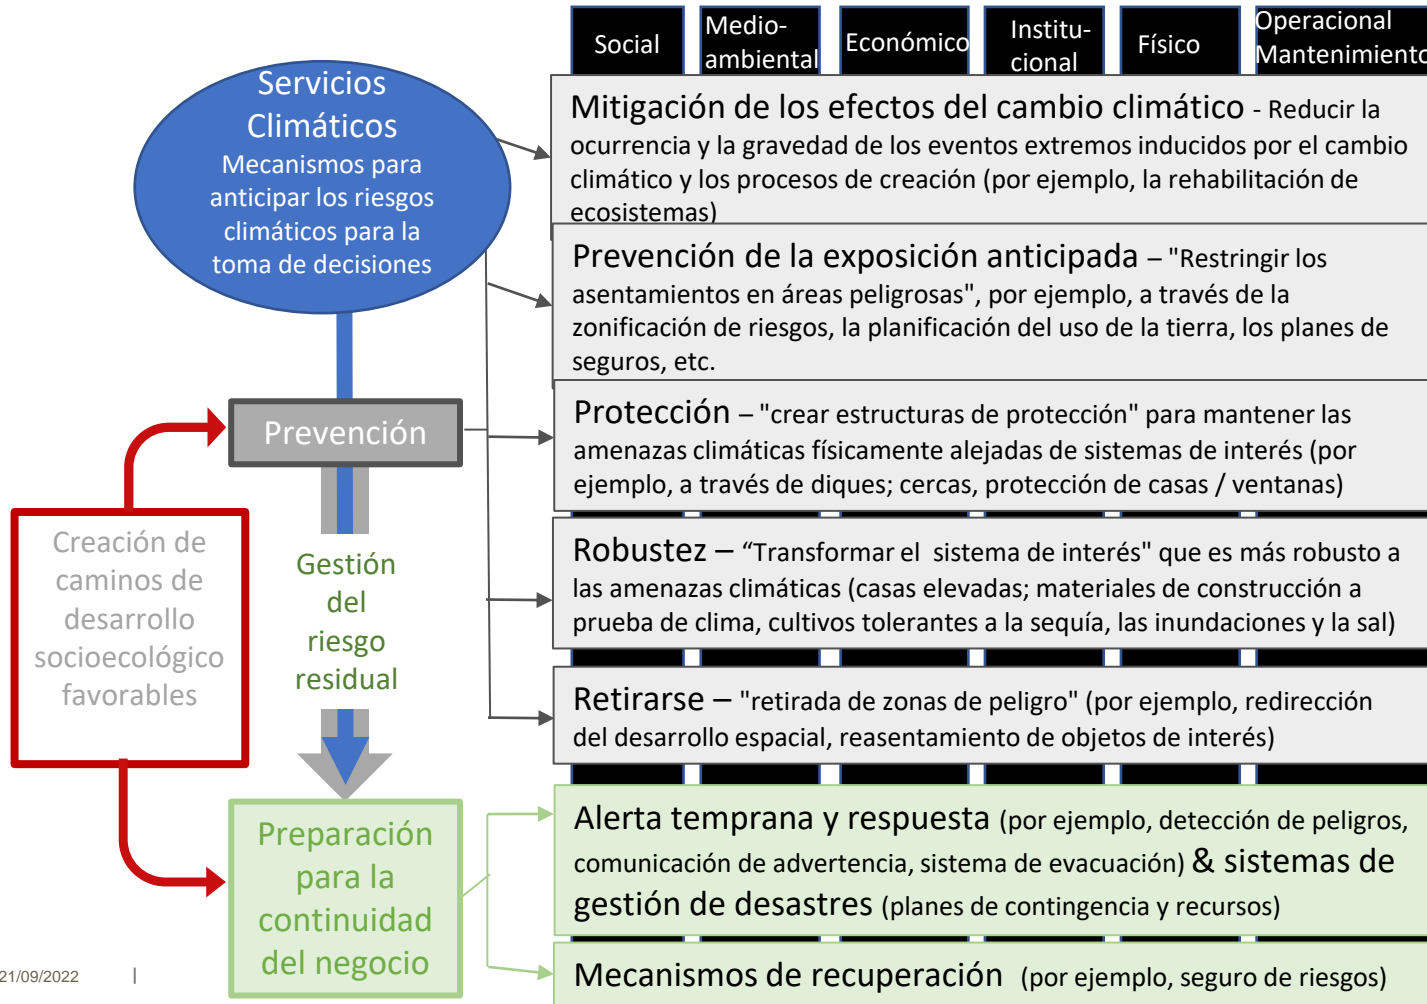 Social
Medio-
ambiental
Económico
Institu-
cional
Físico
Operacional
Mantenimiento
Servicios
Climáticos
Mecanismos para
anticipar los riesgos
climáticos para la
toma de decisiones
Mitigación de los efectos del cambio climático - Reducir la
ocurrencia y la gravedad de los eventos extremos inducidos por el cambio
climático y los procesos de creación (por ejemplo, la rehabilitación de
ecosistemas)
Prevención de la exposición anticipada – "Restringir los
asentamientos en áreas peligrosas", por ejemplo, a través de la
zonificación de riesgos, la planificación del uso de la tierra, los planes de
seguros, etc.
Prevención
Protección – "crear estructuras de protección" para mantener las
amenazas climáticas físicamente alejadas de sistemas de interés (por
ejemplo, a través de diques; cercas, protección de casas / ventanas)
Creación de
caminos de
desarrollo
socioecológico
favorables
Gestión
del
riesgo
residual
Robustez – “Transformar el  sistema de interés" que es más robusto a
las amenazas climáticas (casas elevadas; materiales de construcción a
prueba de clima, cultivos tolerantes a la sequía, las inundaciones y la sal)
Retirarse – "retirada de zonas de peligro" (por ejemplo, redirección
del desarrollo espacial, reasentamiento de objetos de interés)
Preparación
para la
continuidad
del negocio
Alerta temprana y respuesta (por ejemplo, detección de peligros,
comunicación de advertencia, sistema de evacuación) & sistemas de
gestión de desastres (planes de contingencia y recursos)
Mecanismos de recuperación  (por ejemplo, seguro de riesgos)
21/09/2022 |